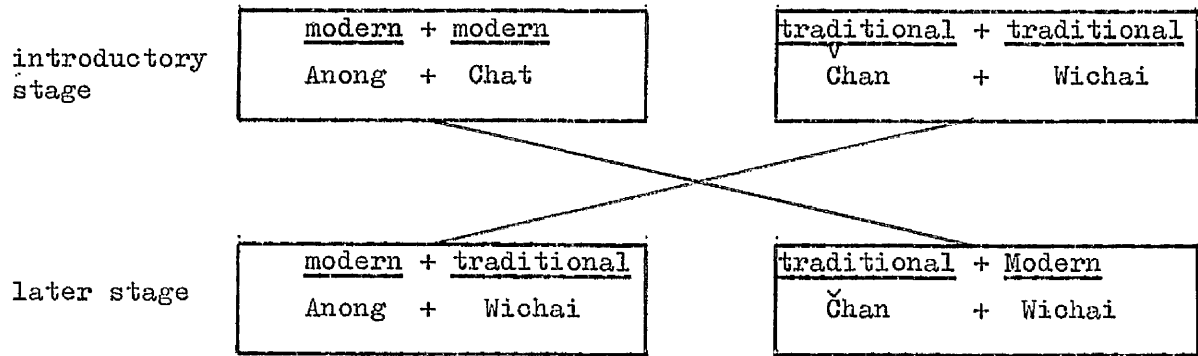 modern + modern traditional + traditional
introductory
stage
Anong + Chat Čhan + Wichai
modern + traditional traditional + Modern
later stage
Anong + Wichai Čhan + Wichai